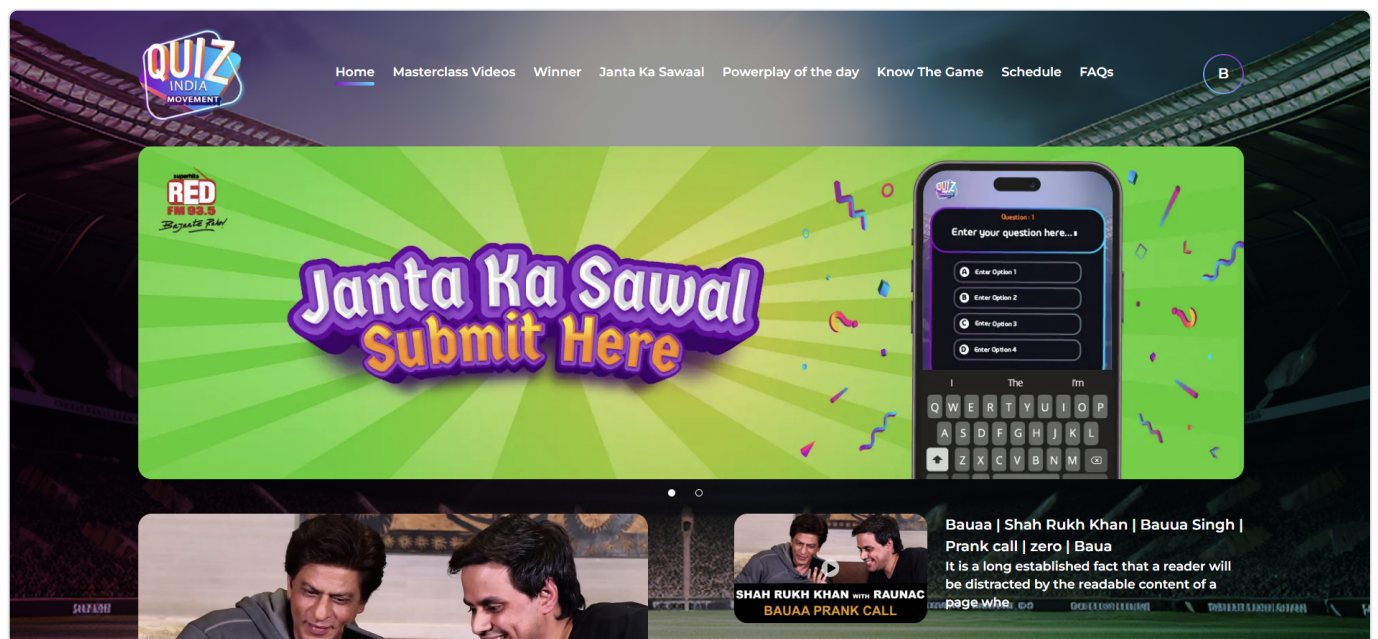 QUIZ
INDIA
MOVEMENT
Home Masterclass Videos Winner Janta Ka Sawaal Powerplay of the day Know The Game Schedule FAQs
B
superhits
RED
FM 93.5
Bajaate Raho!
Janta Ka Sawal
Submit Here
QUIZ
Question : 1
Enter your question here...
A Enter Option 1
B Enter Option 2
C Enter Option 3
D Enter Option 4
I The I'm
Q W E R T Y U I O P
A S D F G H J K L
Z X C V B N M
SHAH RUKH KHAN WITH RAUNAC
BAUAA PRANK CALL
Bauaa | Shah Rukh Khan | Bauua Singh |
Prank call | zero | Baua
It is a long established fact that a reader will
be distracted by the readable content of a
page whe